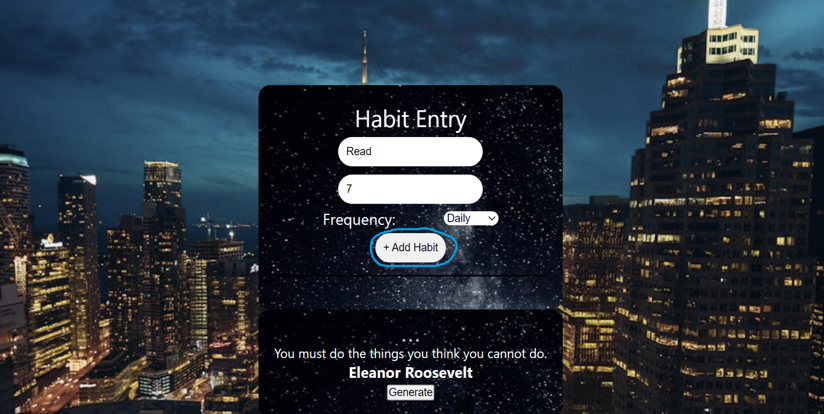 Habit Entry
Read
7
Frequency: Daily
+ Add Habit
...
You must do the things you think you cannot do.
Eleanor Roosevelt
Generate